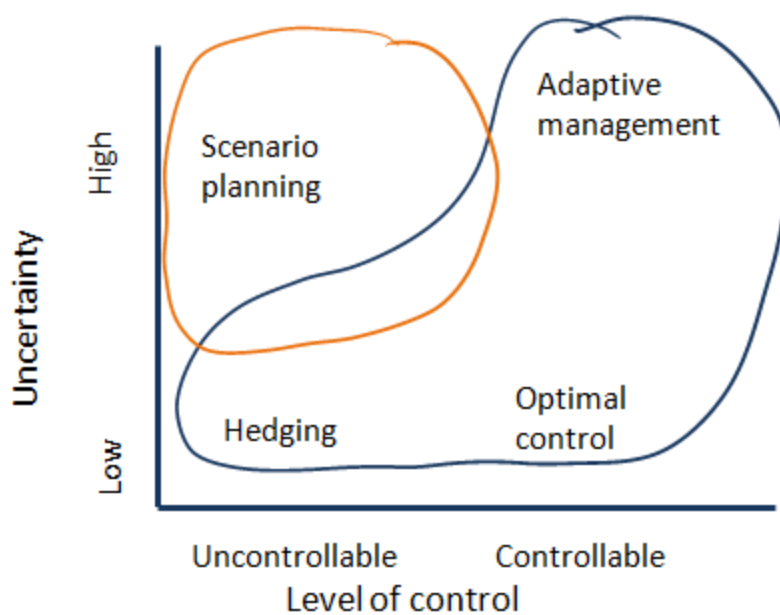 Adaptive
management
Scenario
planning
High
Uncertainty
Low
Hedging
Optimal
control
Uncontrollable
Controllable
Level of control